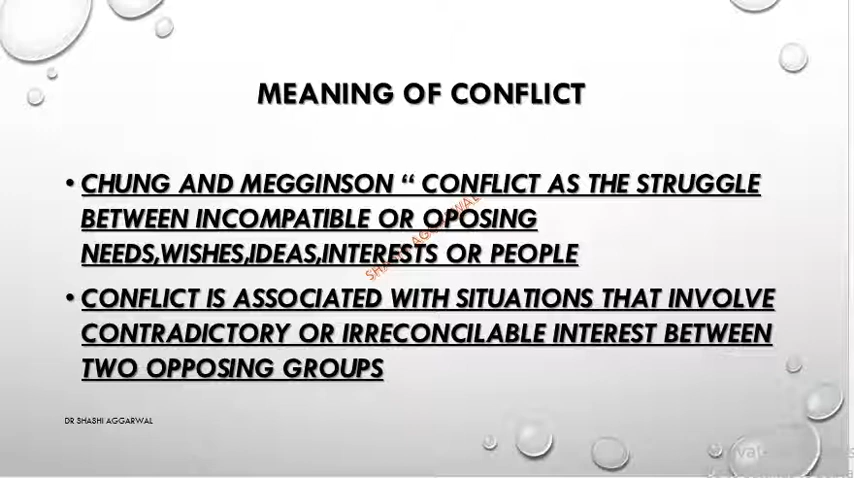 MEANING OF CONFLICT
• CHUNG AND MEGGINSON “ CONFLICT AS THE STRUGGLE
BETWEEN INCOMPATIBLE OR OPOSING
NEEDS,WISHES,IDEAS,INTERESTS OR PEOPLE
• CONFLICT IS ASSOCIATED WITH SITUATIONS THAT INVOLVE
CONTRADICTORY OR IRRECONCILABLE INTEREST BETWEEN
TWO OPPOSING GROUPS
DR SHASHI AGGARWAL